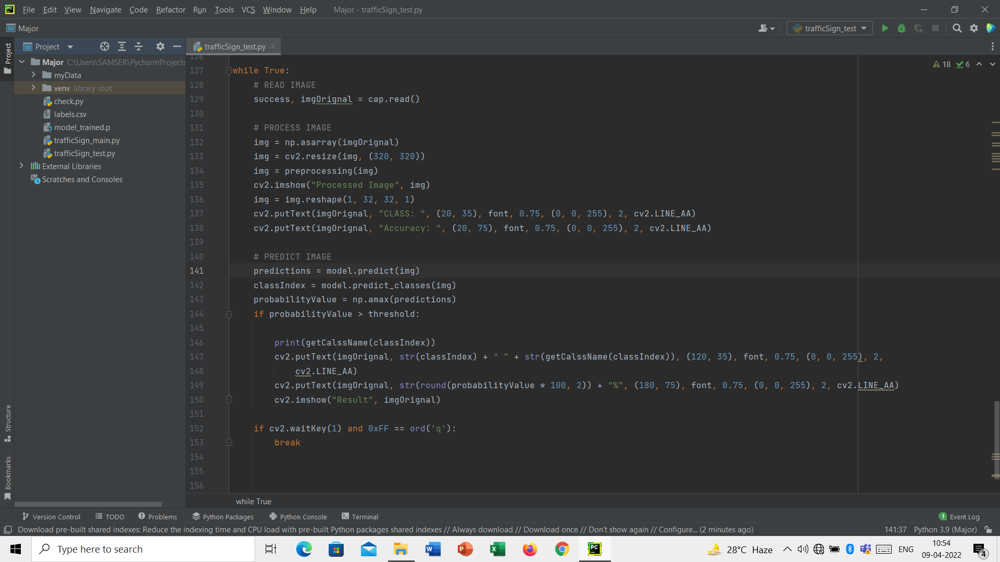 File Edit View Navigate Code Refactor Run Tools VCS Window Help Major - trafficSign_test.py
Major
trafficSign_test
Project
Project
trafficSign_test.py
Major C:\Users\SAMSER\PycharmProjects
myData
venv library root
check.py
labels.csv
model_trained.p
trafficSign_main.py
trafficSign_test.py
External Libraries
Scratches and Consoles
18 6
126
127 while True:
128 # READ IMAGE
129 success, imgOrignal = cap.read()
130
131 # PROCESS IMAGE
132 img = np.asarray(imgOrignal)
133 img = cv2.resize(img, (320, 320))
134 img = preprocessing(img)
135 cv2.imshow("Processed Image", img)
136 img = img.reshape(1, 32, 32, 1)
137 cv2.putText(imgOrignal, "CLASS: ", (20, 35), font, 0.75, (0, 0, 255), 2, cv2.LINE_AA)
138 cv2.putText(imgOrignal, "Accuracy: ", (20, 75), font, 0.75, (0, 0, 255), 2, cv2.LINE_AA)
139
140 # PREDICT IMAGE
141 predictions = model.predict(img)
142 classIndex = model.predict_classes(img)
143 probabilityValue = np.amax(predictions)
144 if probabilityValue > threshold:
145
146 print(getCalssName(classIndex))
147 cv2.putText(imgOrignal, str(classIndex) + " " + str(getCalssName(classIndex)), (120, 35), font, 0.75, (0, 0, 255), 2,
148 cv2.LINE_AA)
149 cv2.putText(imgOrignal, str(round(probabilityValue * 100, 2)) + "%", (180, 75), font, 0.75, (0, 0, 255), 2, cv2.LINE_AA)
150 cv2.imshow("Result", imgOrignal)
151
152 if cv2.waitKey(1) and 0xFF == ord('q'):
153 break
154
155
156
Structure
Bookmarks
while True
Version Control TODO Problems Python Packages Python Console Terminal 1 Event Log
Download pre-built shared indexes: Reduce the indexing time and CPU load with pre-built Python packages shared indexes // Always download // Download once // Don't show again // Configure... (2 minutes ago) 141:37 Python 3.9 (Major)
Type here to search
28°C Haze ENG
10:54
09-04-2022
4